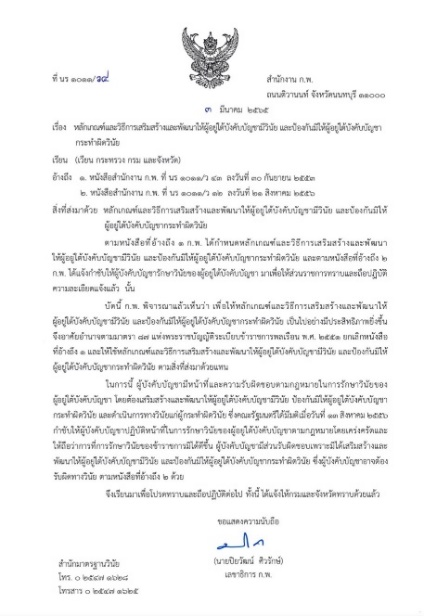 ที่ นร ๑๐๑๑/ว๔
สำนักงาน ก.พ.
ถนนติวานนท์ จังหวัดนนทบุรี ๑๑๐๐๐
๓ มีนาคม ๒๕๖๕
เรื่อง หลักเกณฑ์และวิธีการเสริมสร้างและพัฒนาให้ผู้อยู่ใต้บังคับบัญชามีวินัย และป้องกันมิให้ผู้อยู่ใต้บังคับบัญชา
กระทำผิดวินัย
เรียน (เวียน กระทรวง กรม และจังหวัด)
อ้างถึง ๑. หนังสือสำนักงาน ก.พ. ที่ นร ๑๐๑๑/ว ๔๓ ลงวันที่ ๓๐ กันยายน ๒๕๕๓
๒. หนังสือสำนักงาน ก.พ. ที่ นร ๑๐๑๑/ว ๑๒ ลงวันที่ ๒๑ สิงหาคม ๒๕๕๖
สิ่งที่ส่งมาด้วย หลักเกณฑ์และวิธีการเสริมสร้างและพัฒนาให้ผู้อยู่ใต้บังคับบัญชามีวินัย และป้องกันมิให้
ผู้อยู่ใต้บังคับบัญชากระทำผิดวินัย
ตามหนังสือที่อ้างถึง ๑ ก.พ. ได้กำหนดหลักเกณฑ์และวิธีการเสริมสร้างและพัฒนา
ให้ผู้อยู่ใต้บังคับบัญชามีวินัย และป้องกันมิให้ผู้อยู่ใต้บังคับบัญชากระทำผิดวินัย และตามหนังสือที่อ้างถึง ๒
ก.พ. ได้แจ้งกำชับให้ผู้บังคับบัญชารักษาวินัยของผู้อยู่ใต้บังคับบัญชา มาเพื่อให้ส่วนราชการทราบและถือปฏิบัติ
ความละเอียดแจ้งแล้ว นั้น
บัดนี้ ก.พ. พิจารณาแล้วเห็นว่า เพื่อให้หลักเกณฑ์และวิธีการเสริมสร้างและพัฒนาให้
ผู้อยู่ใต้บังคับบัญชามีวินัย และป้องกันมิให้ผู้อยู่ใต้บังคับบัญชากระทำผิดวินัย เป็นไปอย่างมีประสิทธิภาพยิ่งขึ้น
จึงอาศัยอำนาจตามมาตรา ๘๗ แห่งพระราชบัญญัติระเบียบข้าราชการพลเรือน พ.ศ. ๒๕๕๑ ยกเลิกหนังสือ
ที่อ้างถึง ๑ และให้ใช้หลักเกณฑ์และวิธีการเสริมสร้างและพัฒนาให้ผู้อยู่ใต้บังคับบัญชามีวินัย และป้องกันมิให้
ผู้อยู่ใต้บังคับบัญชากระทำผิดวินัย ตามสิ่งที่ส่งมาด้วยแทน
ในการนี้ ผู้บังคับบัญชามีหน้าที่และความรับผิดชอบตามกฎหมายในการรักษาวินัยของ
ผู้อยู่ใต้บังคับบัญชา โดยต้องเสริมสร้างและพัฒนาให้ผู้อยู่ใต้บังคับบัญชามีวินัย ป้องกันมิให้ผู้อยู่ใต้บังคับบัญชา
กระทำผิดวินัย และดำเนินการทางวินัยแก่ผู้กระทำผิดวินัย ซึ่งคณะรัฐมนตรีได้มีมติเมื่อวันที่ ๑๓ สิงหาคม ๒๕๕๖
กำชับให้ผู้บังคับบัญชาปฏิบัติหน้าที่ในการรักษาวินัยของผู้อยู่ใต้บังคับบัญชาตามกฎหมายโดยเคร่งครัดและ
ให้ถือว่าการที่การรักษาวินัยของข้าราชการมิได้ดีขึ้น ผู้บังคับบัญชามีส่วนรับผิดชอบเพราะมิได้เสริมสร้างและ
พัฒนาให้ผู้อยู่ใต้บังคับบัญชามีวินัย และป้องกันมิให้ผู้อยู่ใต้บังคับบัญชากระทำผิดวินัย ซึ่งผู้บังคับบัญชาอาจต้อง
รับผิดทางวินัย ตามหนังสือที่อ้างถึง ๒ ด้วย
จึงเรียนมาเพื่อโปรดทราบและถือปฏิบัติต่อไป ทั้งนี้ ได้แจ้งให้กรมและจังหวัดทราบด้วยแล้ว
ขอแสดงความนับถือ
(นายปิยวัฒน์ ศิวรักษ์)
เลขาธิการ ก.พ.
สำนักมาตรฐานวินัย
โทร. ๐ ๒๕๔๗ ๑๖๒๘
โทรสาร ๐ ๒๕๔๗ ๑๖๒๕